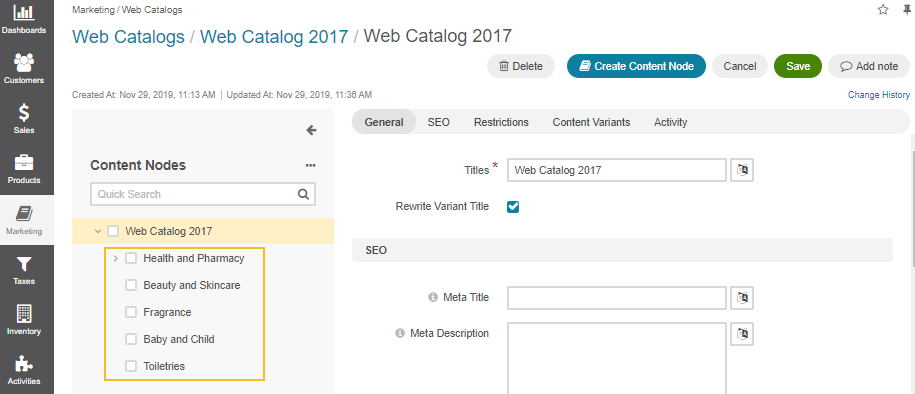 Dashboards
Customers
Sales
Products
Marketing
Taxes
Inventory
Activities
Marketing / Web Catalogs
Web Catalogs / Web Catalog 2017 / Web Catalog 2017
Delete
Create Content Node
Cancel
Save
Add note
Created At: Nov 29, 2019, 11:13 AM | Updated At: Nov 29, 2019, 11:36 AM
Change History
Content Nodes
Quick Search
Web Catalog 2017
Health and Pharmacy
Beauty and Skincare
Fragrance
Baby and Child
Toiletries
General SEO Restrictions Content Variants Activity
Titles * Web Catalog 2017
Rewrite Variant Title
SEO
Meta Title
Meta Description